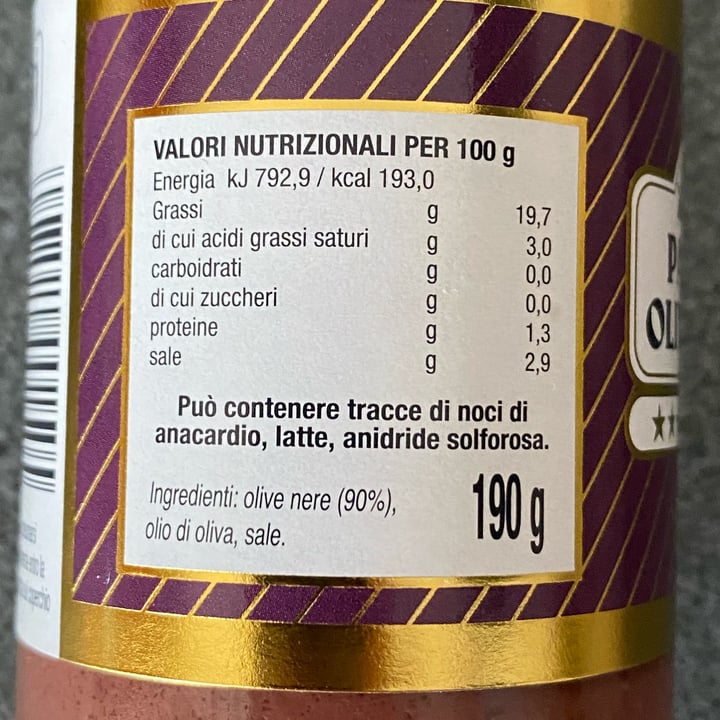 VALORI NUTRIZIONALI PER 100 g
Energia kJ 792,9 / kcal 193,0
Grassi g 19,7
di cui acidi grassi saturi g 3,0
carboidrati g 0,0
di cui zuccheri g 0,0
proteine g 1,3
sale g 2,9
Può contenere tracce di noci di
anacardio, latte, anidride solforosa.
Ingredienti: olive nere (90%),
olio di oliva, sale.
190 g